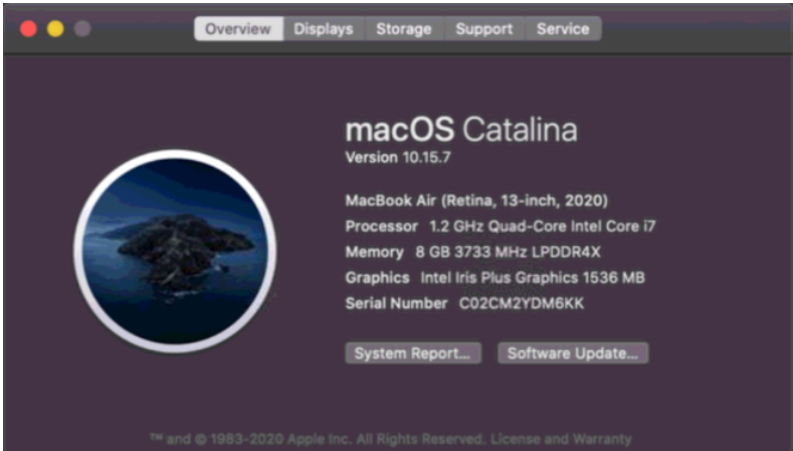 Overview Displays Storage Support Service
macOS Catalina
Version 10.15.7
MacBook Air (Retina, 13-inch, 2020)
Processor 1.2 GHz Quad-Core Intel Core i7
Memory 8 GB 3733 MHz LPDDR4X
Graphics Intel Iris Plus Graphics 1536 MB
Serial Number C02CM2YDM6KK
System Report... Software Update...
™ and © 1983-2020 Apple Inc. All Rights Reserved. License and Warranty